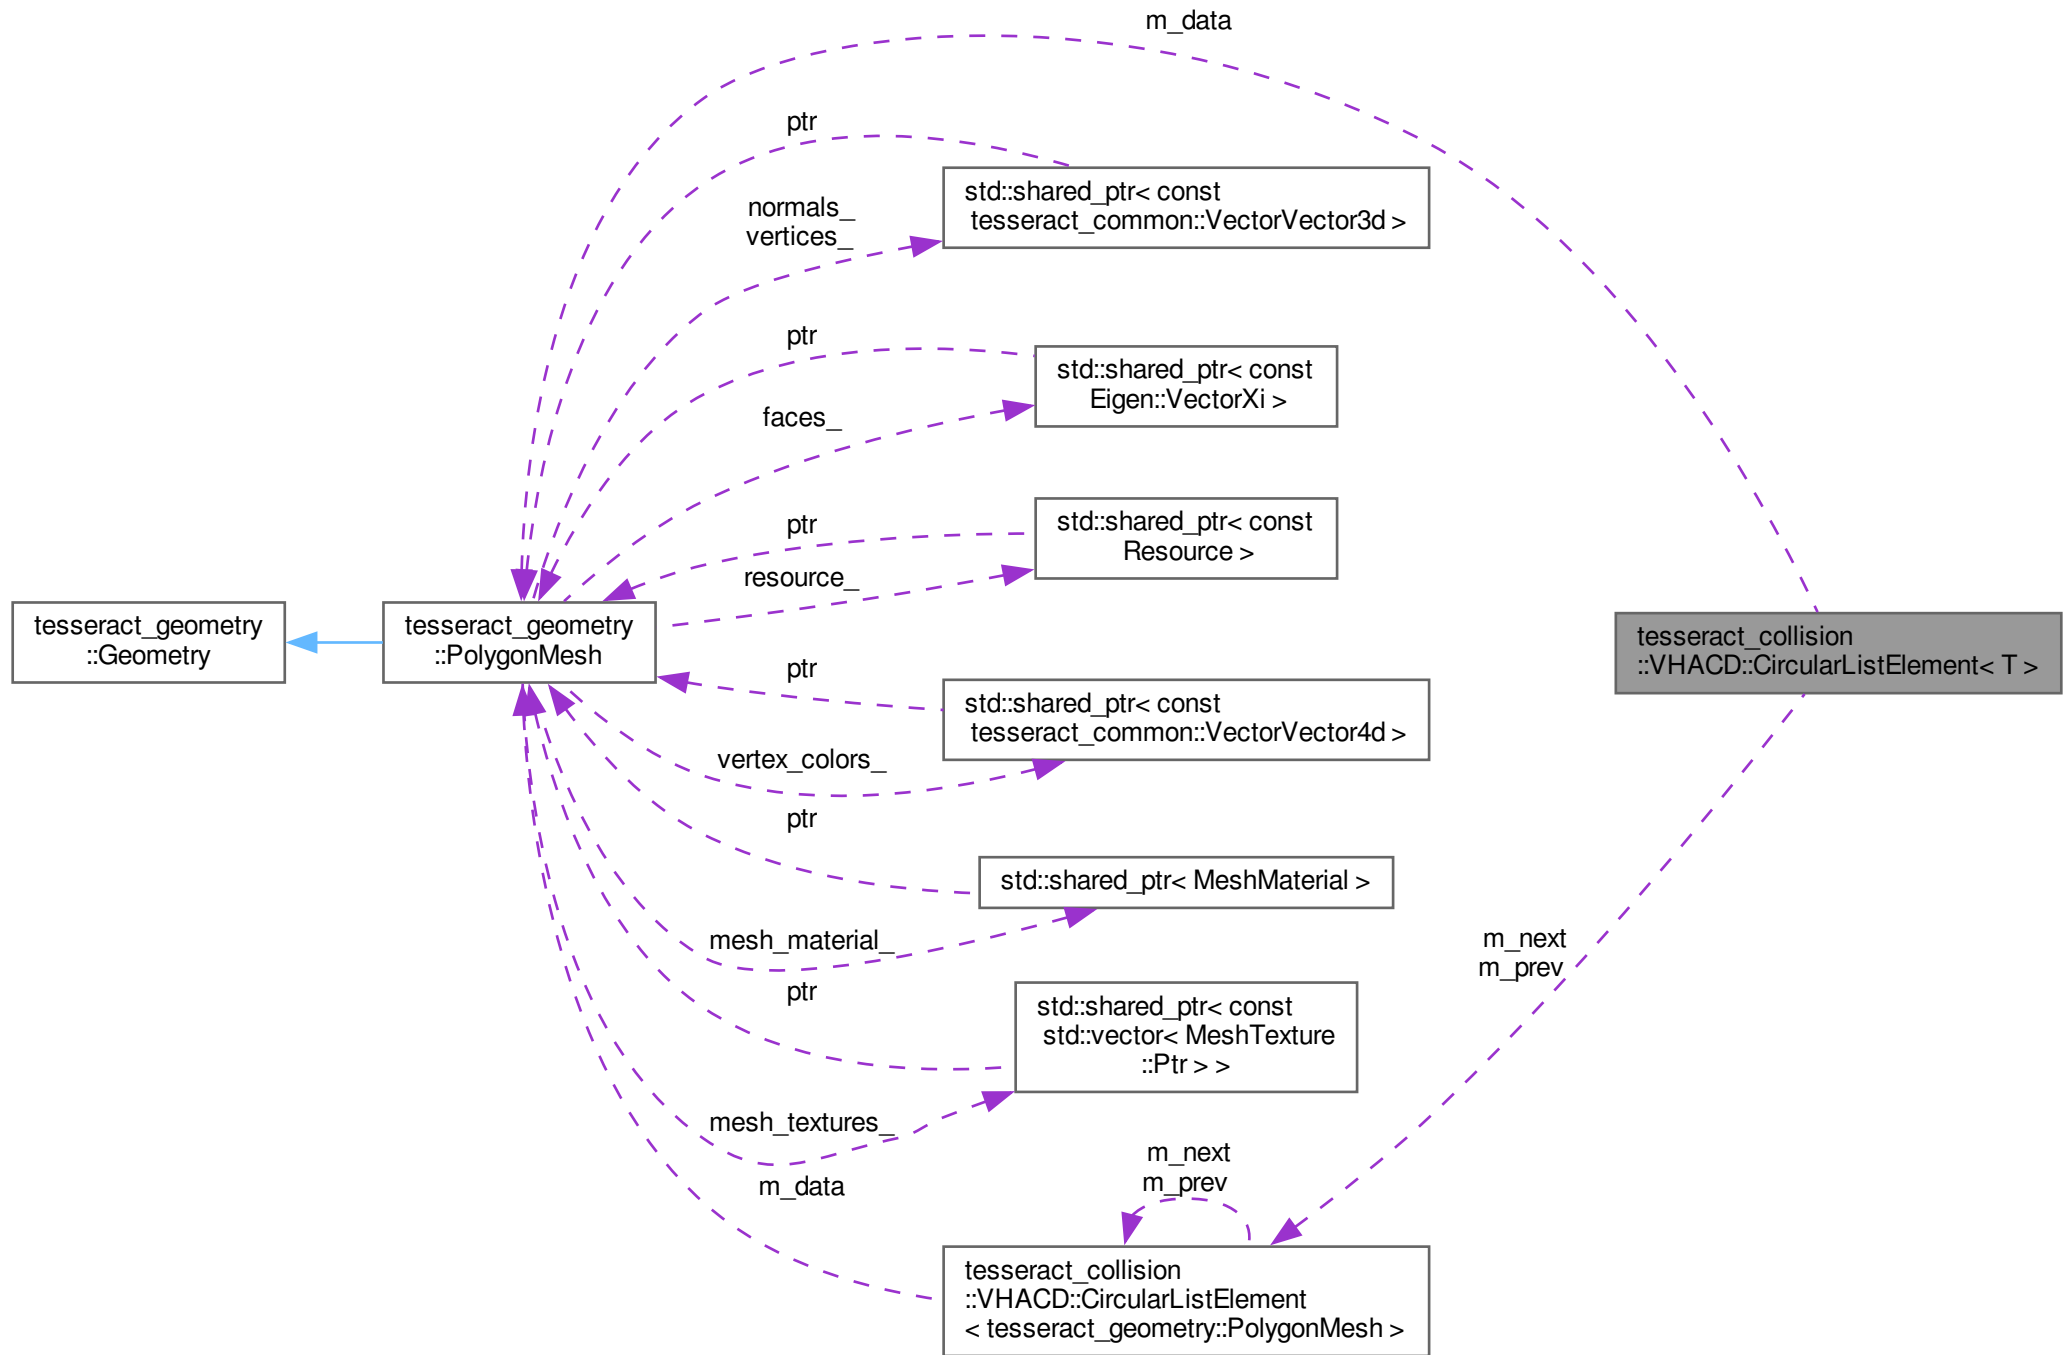 m_data
ptr
std::shared_ptr< const
tesseract_common::VectorVector3d >
normals_
vertices_
ptr
std::shared_ptr< const
Eigen::VectorXi >
faces_
ptr
std::shared_ptr< const
Resource >
resource_
tesseract_geometry
::Geometry
tesseract_geometry
::PolygonMesh
tesseract_collision
::VHACD::CircularListElement< T >
ptr
std::shared_ptr< const
tesseract_common::VectorVector4d >
vertex_colors_
ptr
std::shared_ptr< MeshMaterial >
mesh_material_
m_next
m_prev
ptr
std::shared_ptr< const
std::vector< MeshTexture
::Ptr > >
mesh_textures_
m_next
m_prev
m_data
tesseract_collision
::VHACD::CircularListElement
< tesseract_geometry::PolygonMesh >